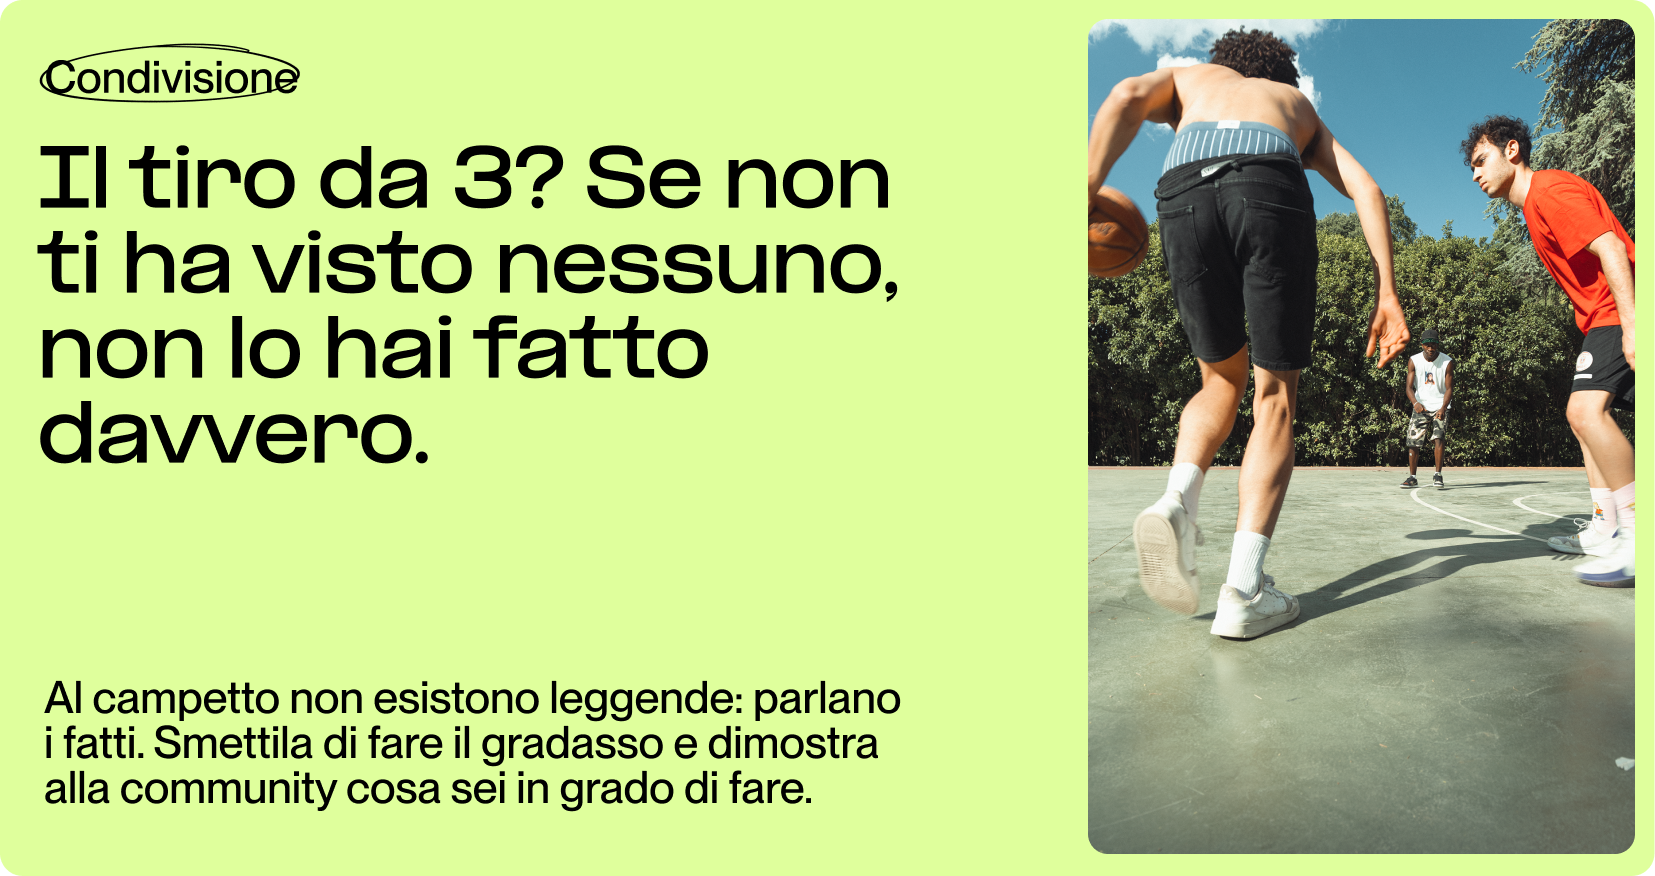 Condivisione
Il tiro da 3? Se non
ti ha visto nessuno,
non lo hai fatto
davvero.
Al campetto non esistono leggende: parlano
i fatti. Smettila di fare il gradasso e dimostra
alla community cosa sei in grado di fare.